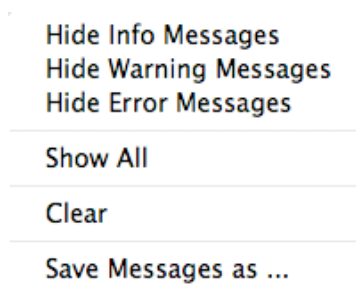 Hide Info Messages
Hide Warning Messages
Hide Error Messages
Show All
Clear
Save Messages as ...